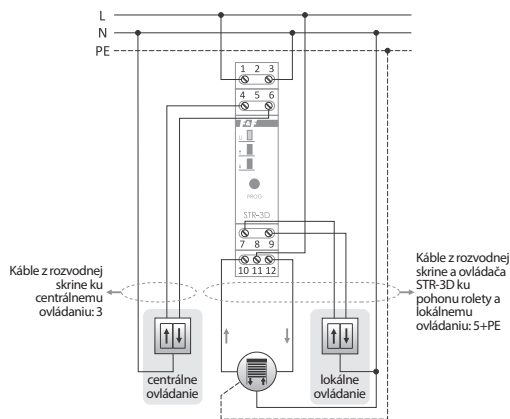 L
N
PE
1 2 3
4 5 6
F&F
U
PROG
STR-3D
7 8 9
10 11 12
Káble z rozvodnej
skrine ku
centrálnemu
ovládaniu: 3
Káble z rozvodnej
skrine a ovládača
STR-3D ku
pohonu rolety a
lokálnemu
ovládaniu: 5+PE
centrálne
ovládanie
lokálne
ovládanie